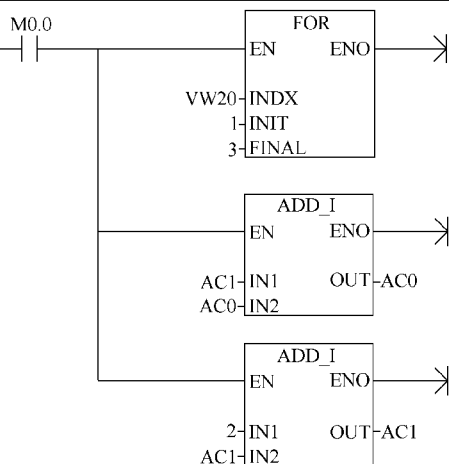 M0.0
FOR
EN ENO
VW20 INDX
1 INIT
3 FINAL
ADD_I
EN ENO
AC1 IN1 OUT AC0
AC0 IN2
ADD_I
EN ENO
2 IN1 OUT AC1
AC1 IN2